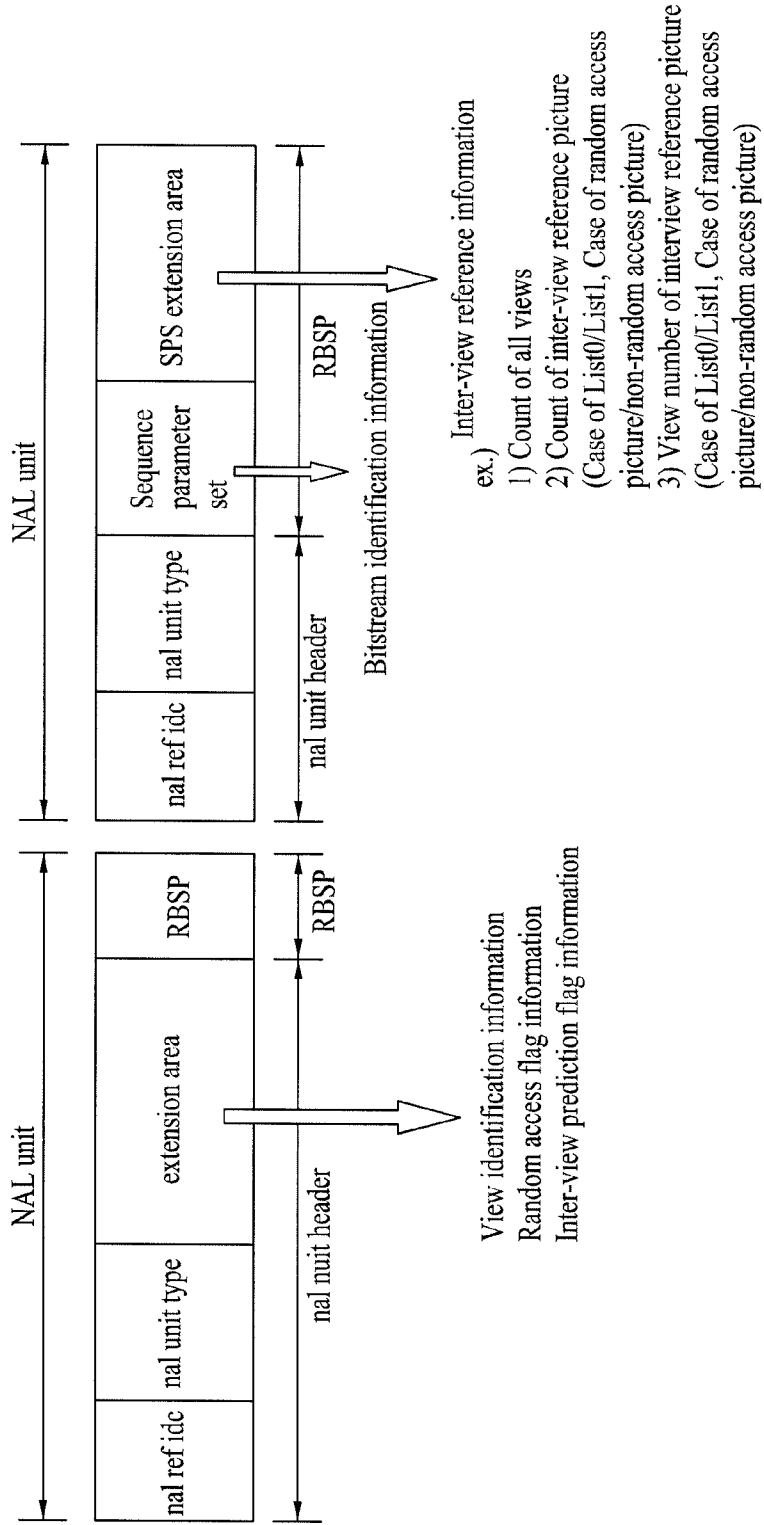 NAL unit
nal ref idc
nal unit type
extension area
RBSP
nal nuit header
RBSP
View identification information
Random access flag information
Inter-view prediction flag information
NAL unit
nal ref idc
nal unit type
Sequence
parameter
set
SPS extension area
nal unit header
RBSP
Bitstream identification information
Inter-view reference information
ex.)
1) Count of all views
2) Count of inter-view reference picture
(Case of List0/List1, Case of random access
picture/non-random access picture)
3) View number of interview reference picture
(Case of List0/List1, Case of random access
picture/non-random access picture)